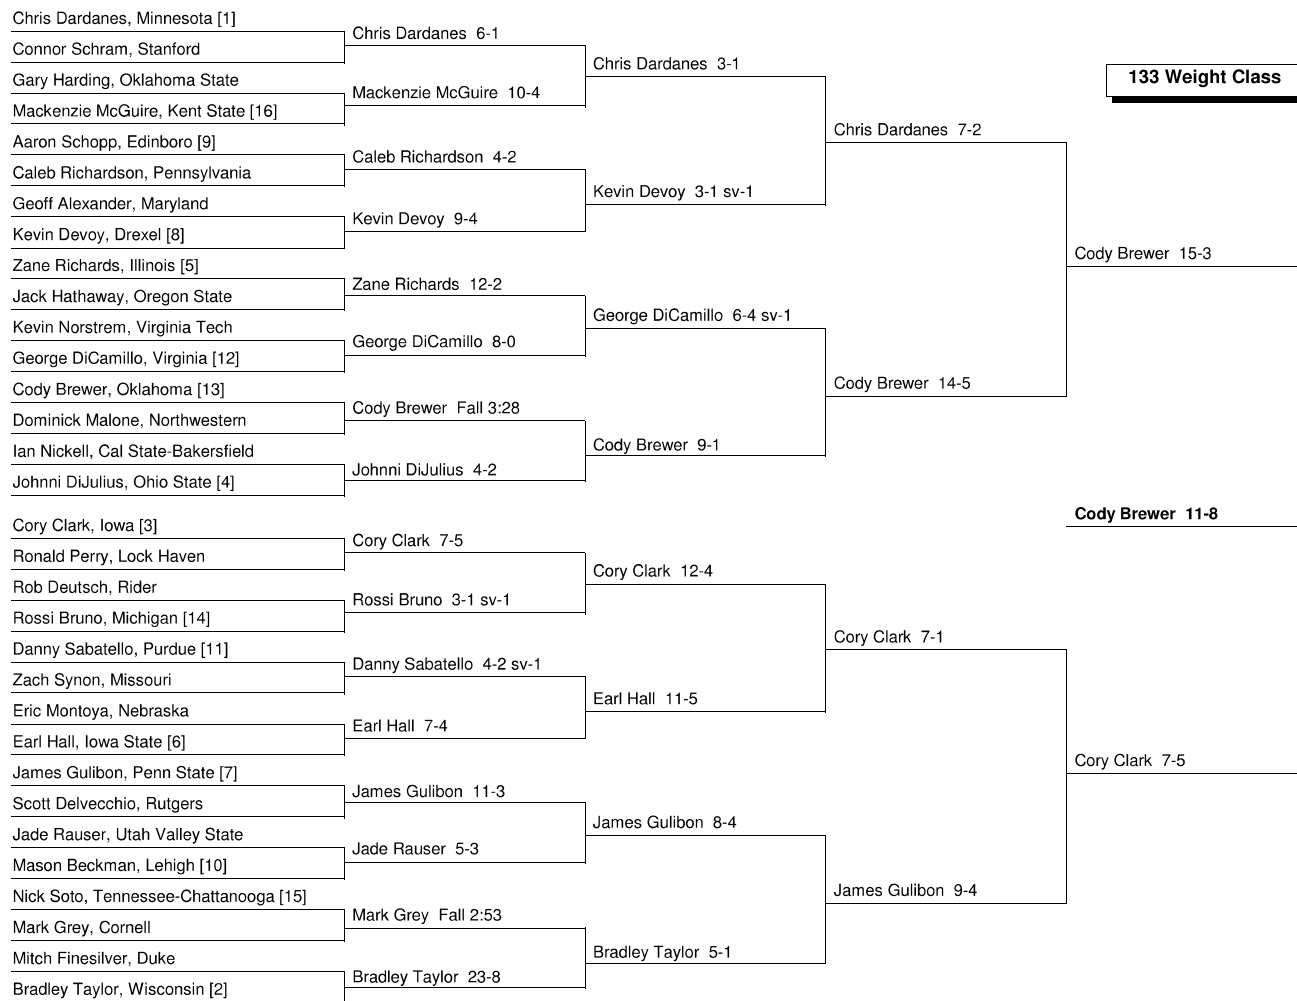 Chris Dardanes, Minnesota [1]
Connor Schram, Stanford
Gary Harding, Oklahoma State
Mackenzie McGuire, Kent State [16]
Aaron Schopp, Edinboro [9]
Caleb Richardson, Pennsylvania
Geoff Alexander, Maryland
Kevin Devoy, Drexel [8]
Zane Richards, Illinois [5]
Jack Hathaway, Oregon State
Kevin Norstrem, Virginia Tech
George DiCamillo, Virginia [12]
Cody Brewer, Oklahoma [13]
Dominick Malone, Northwestern
Ian Nickell, Cal State-Bakersfield
Johnni DiJulius, Ohio State [4]
Cory Clark, Iowa [3]
Ronald Perry, Lock Haven
Rob Deutsch, Rider
Rossi Bruno, Michigan [14]
Danny Sabatello, Purdue [11]
Zach Synon, Missouri
Eric Montoya, Nebraska
Earl Hall, Iowa State [6]
James Gulibon, Penn State [7]
Scott Delvecchio, Rutgers
Jade Rauser, Utah Valley State
Mason Beckman, Lehigh [10]
Nick Soto, Tennessee-Chattanooga [15]
Mark Grey, Cornell
Mitch Finesilver, Duke
Bradley Taylor, Wisconsin [2]
Chris Dardanes 6-1
Mackenzie McGuire 10-4
Caleb Richardson 4-2
Kevin Devoy 9-4
Zane Richards 12-2
George DiCamillo 8-0
Cody Brewer Fall 3:28
Johnni DiJulius 4-2
Cory Clark 7-5
Rossi Bruno 3-1 sv-1
Danny Sabatello 4-2 sv-1
Earl Hall 7-4
James Gulibon 11-3
Jade Rauser 5-3
Mark Grey Fall 2:53
Bradley Taylor 23-8
Chris Dardanes 3-1
Kevin Devoy 3-1 sv-1
George DiCamillo 6-4 sv-1
Cody Brewer 9-1
Cory Clark 12-4
Earl Hall 11-5
James Gulibon 8-4
Bradley Taylor 5-1
Chris Dardanes 7-2
Cody Brewer 14-5
Cory Clark 7-1
James Gulibon 9-4
133 Weight Class
Cody Brewer 15-3
Cody Brewer 11-8
Cory Clark 7-5